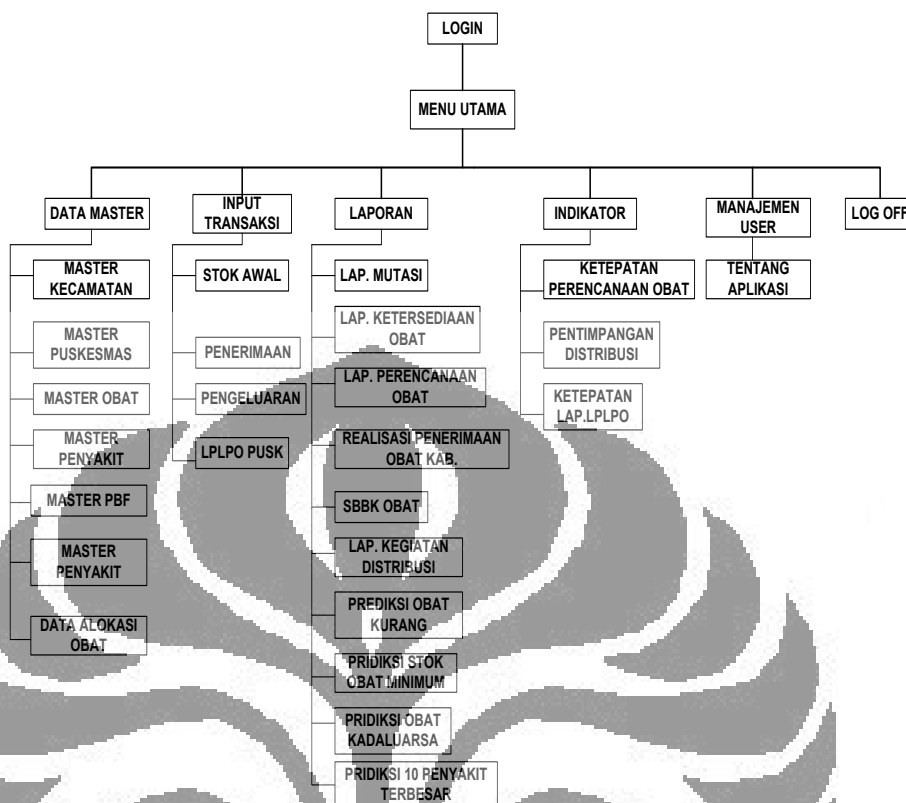 LOGIN
MENU UTAMA
DATA MASTER
INPUT
TRANSAKSI
LAPORAN
INDIKATOR
MANAJEMEN
USER
LOG OFF
MASTER
KECAMATAN
MASTER
PUSKESMAS
MASTER OBAT
MASTER
PENYAKIT
MASTER PBF
MASTER
PENYAKIT
DATA ALOKASI
OBAT
STOK AWAL
PENERIMAAN
PENGELUARAN
LPLPO PUSK
LAP. MUTASI
LAP. KETERSEDIAAN
OBAT
LAP. PERENCANAAN
OBAT
REALISASI PENERIMAAN
OBAT KAB.
SBBK OBAT
LAP. KEGIATAN
DISTRIBUSI
PREDIKSI OBAT
KURANG
PRIDIKSI STOK
OBAT MINIMUM
PRIDIKSI OBAT
KADALUARSA
PRIDIKSI 10 PENYAKIT
TERBESAR
KETEPATAN
PERENCANAAN OBAT
PENTIMPANGAN
DISTRIBUSI
KETEPATAN
LAP.LPLPO
TENTANG
APLIKASI